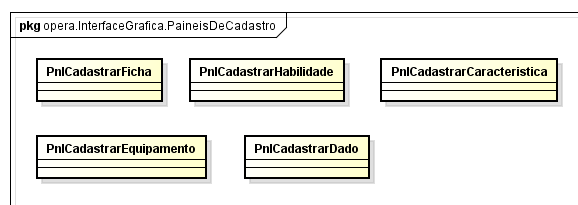 pkg opera.InterfaceGrafica.PaineisDeCadastro
PnlCadastrarFicha
PnlCadastrarHabilidade
PnlCadastrarCaracteristica
PnlCadastrarEquipamento
PnlCadastrarDado